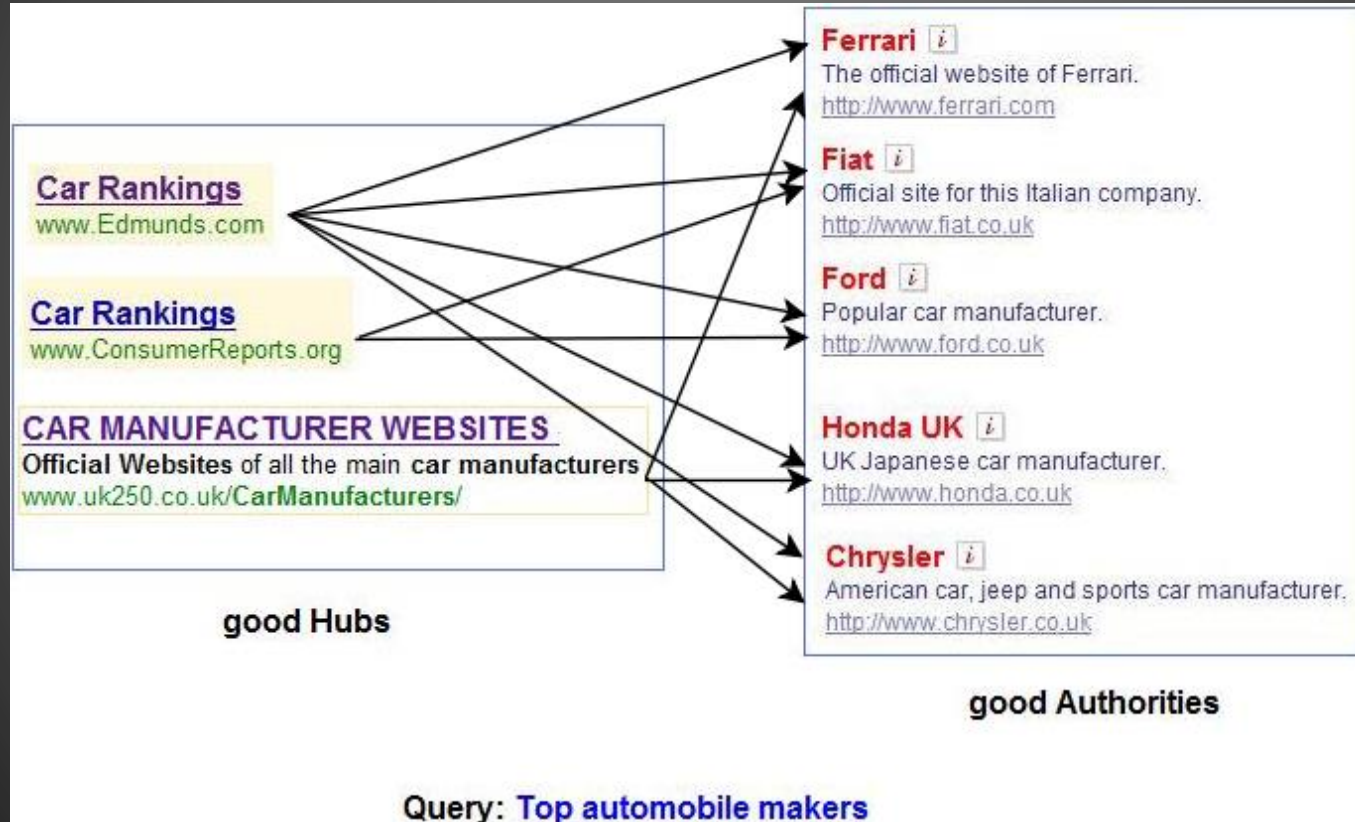 Car Rankings
www.Edmunds.com
Car Rankings
www.ConsumerReports.org
CAR MANUFACTURER WEBSITES
Official Websites of all the main car manufacturers
www.uk250.co.uk/CarManufacturers/
good Hubs
Ferrari i
The official website of Ferrari.
http://www.ferrari.com
Fiat i
Official site for this Italian company.
http://www.fiat.co.uk
Ford i
Popular car manufacturer.
http://www.ford.co.uk
Honda UK i
UK Japanese car manufacturer.
http://www.honda.co.uk
Chrysler i
American car, jeep and sports car manufacturer.
http://www.chrysler.co.uk
good Authorities
Query: Top automobile makers